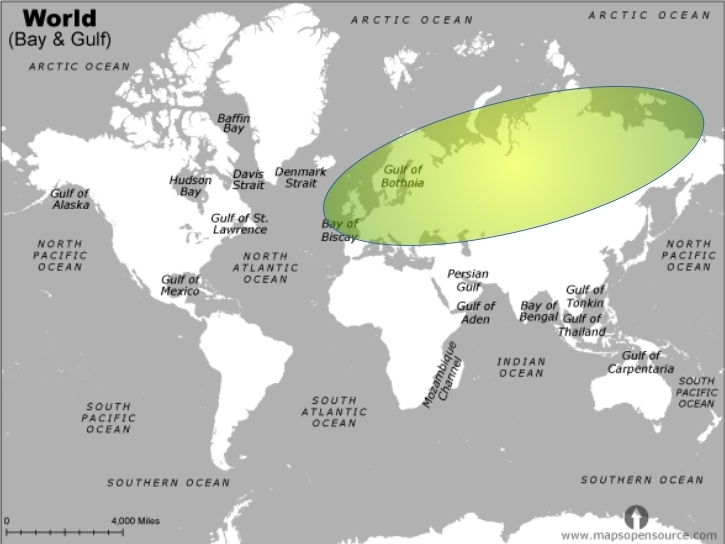 World
(Bay & Gulf)
ARCTIC OCEAN
ARCTIC OCEAN
ARCTIC OCEAN
Baffin
Bay
Hudson
Bay
Davis
Strait
Denmark
Strait
Gulf of
Bothnia
Gulf of
Alaska
Gulf of St.
Lawrence
Bay of
Biscay
NORTH
PACIFIC
OCEAN
NORTH
ATLANTIC
OCEAN
NORTH
PACIFIC
OCEAN
Gulf of
Mexico
Persian
Gulf
Gulf of
Aden
Bay of
Bengal
Gulf of
Tonkin
Gulf of
Thailand
Mozambique
Channel
INDIAN
OCEAN
Gulf of
Carpentaria
SOUTH
PACIFIC
OCEAN
SOUTH
ATLANTIC
OCEAN
SOUTH
PACIFIC
OCEAN
SOUTHERN OCEAN
SOUTHERN OCEAN
0 4,000 Miles
www.mapsopensource.com